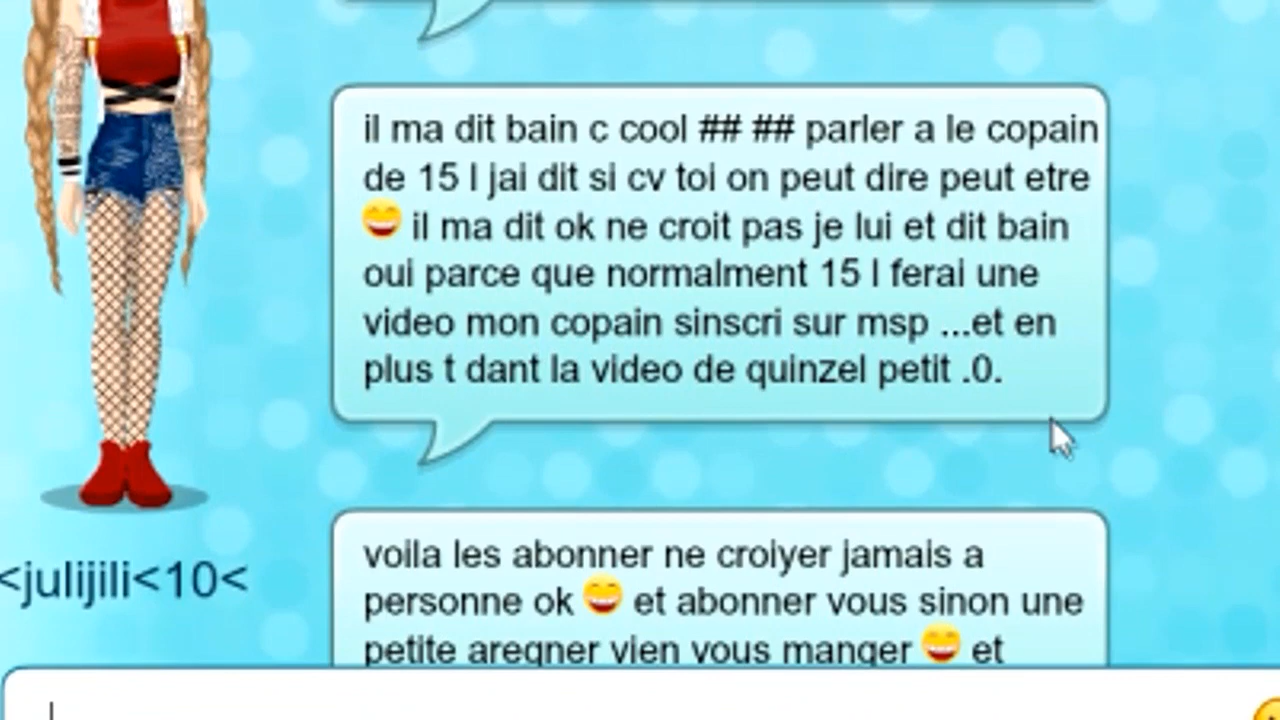 il ma dit bain c cool ## ## parler a le copain
de 15 l jai dit si cv toi on peut dire peut etre
😄 il ma dit ok ne croit pas je lui et dit bain
oui parce que normalment 15 l ferai une
video mon copain sinscri sur msp ...et en
plus t dant la video de quinzel petit .0.
<julijili<10<
voila les abonner ne croiyer jamais a
personne ok 😄 et abonner vous sinon une
petite areqner vien vous manger 😄 et